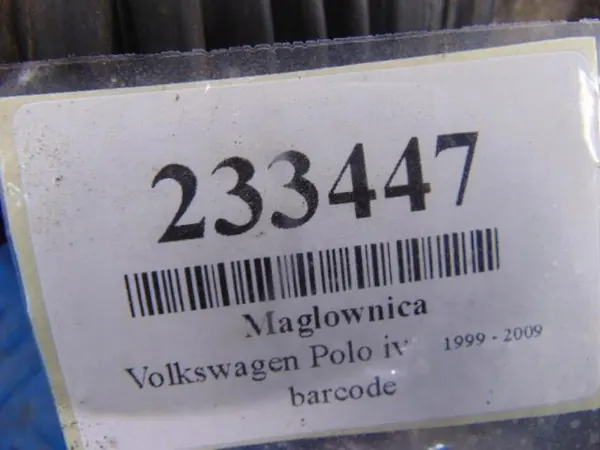 233447
Maglownica
Volkswagen Polo iv 1999 - 2009
barcode